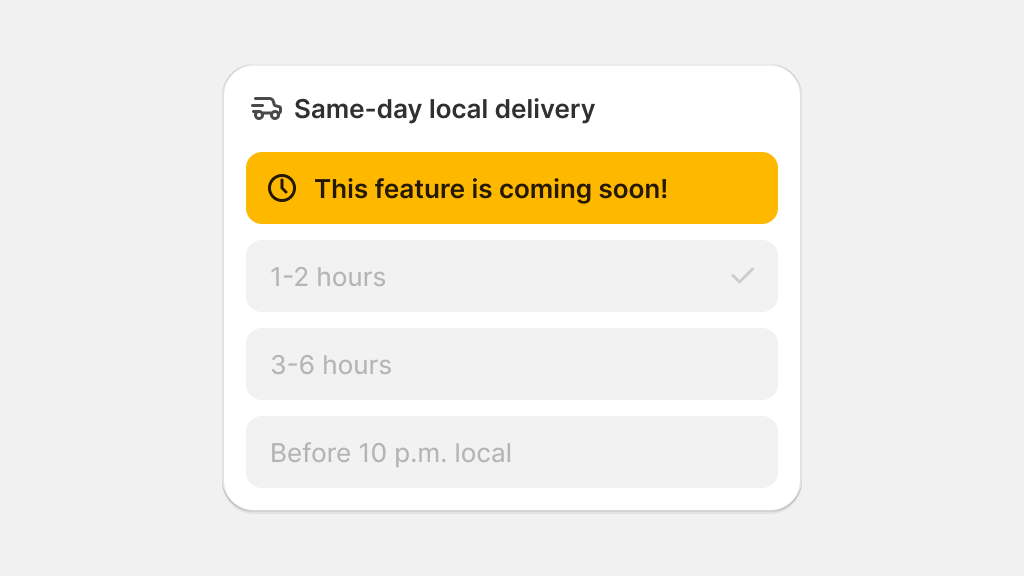 Same-day local delivery
This feature is coming soon!
1-2 hours
3-6 hours
Before 10 p.m. local